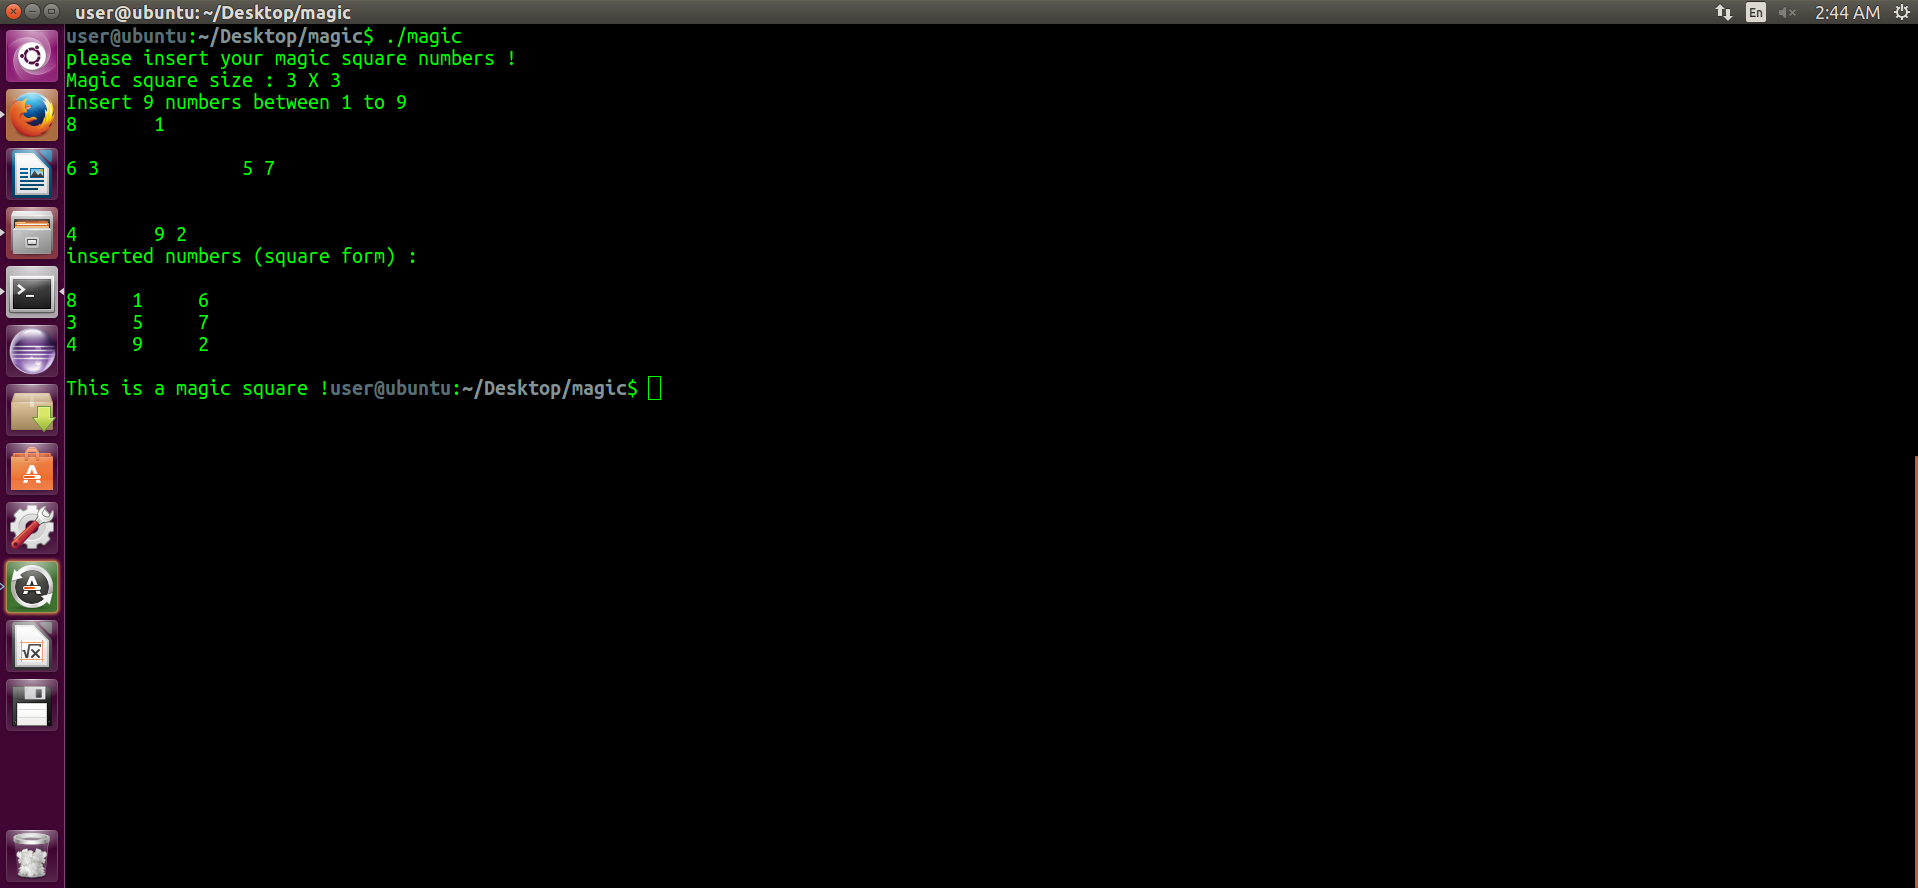 user@ubuntu: ~/Desktop/magic
En
2:44 AM
user@ubuntu:~/Desktop/magic$ ./magic
please insert your magic square numbers !
Magic square size : 3 X 3
Insert 9 numbers between 1 to 9
8       1
6 3             5 7
4       9 2
inserted numbers (square form) :
8     1     6
3     5     7
4     9     2
This is a magic square !user@ubuntu:~/Desktop/magic$